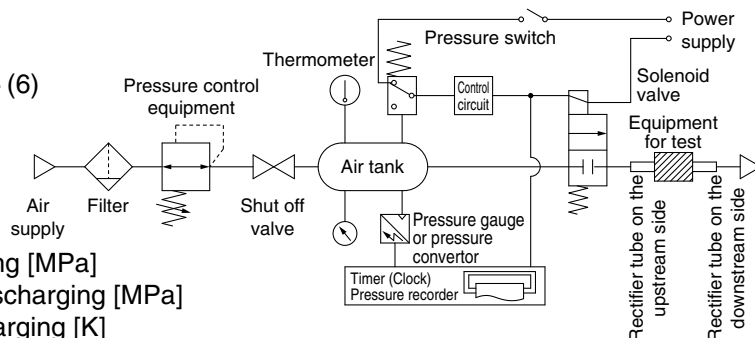 Power
supply
Pressure switch
Thermometer
Solenoid
valve
(6)
Pressure control
equipment
Control
circuit
Equipment
for test
Air tank
Air
supply
Filter
Shut off
valve
Pressure gauge
or pressure
convertor
Timer (Clock)
Pressure recorder
Rectifier tube on the
upstream side
Rectifier tube on the
downstream side
ng [MPa]
scharging [MPa]
arging [K]